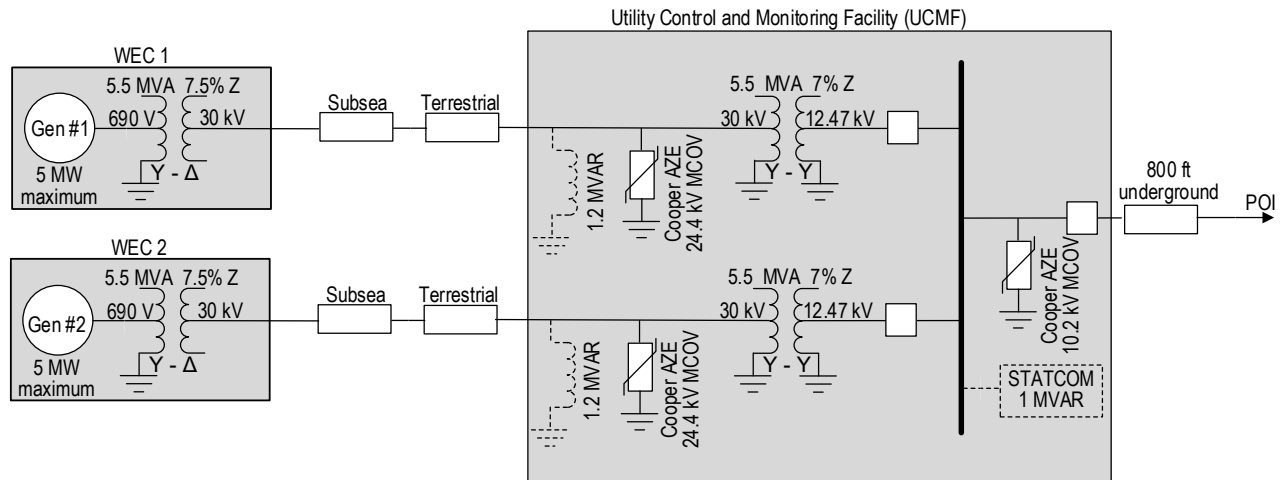 Utility Control and Monitoring Facility (UCMF)
WEC 1
5.5 MVA 7.5% Z
Gen #1
690 V
30 kV
5 MW
maximum
Y - Δ
Subsea
Terrestrial
1.2 MVAR
Cooper AZE
24.4 kV MCOV
5.5 MVA 7% Z
30 kV
12.47 kV
Y - Y
WEC 2
5.5 MVA 7.5% Z
Gen #2
690 V
30 kV
5 MW
maximum
Y - Δ
Subsea
Terrestrial
1.2 MVAR
Cooper AZE
24.4 kV MCOV
5.5 MVA 7% Z
30 kV
12.47 kV
Y - Y
Cooper AZE
10.2 kV MCOV
STATCOM
1 MVAR
800 ft
underground
POI